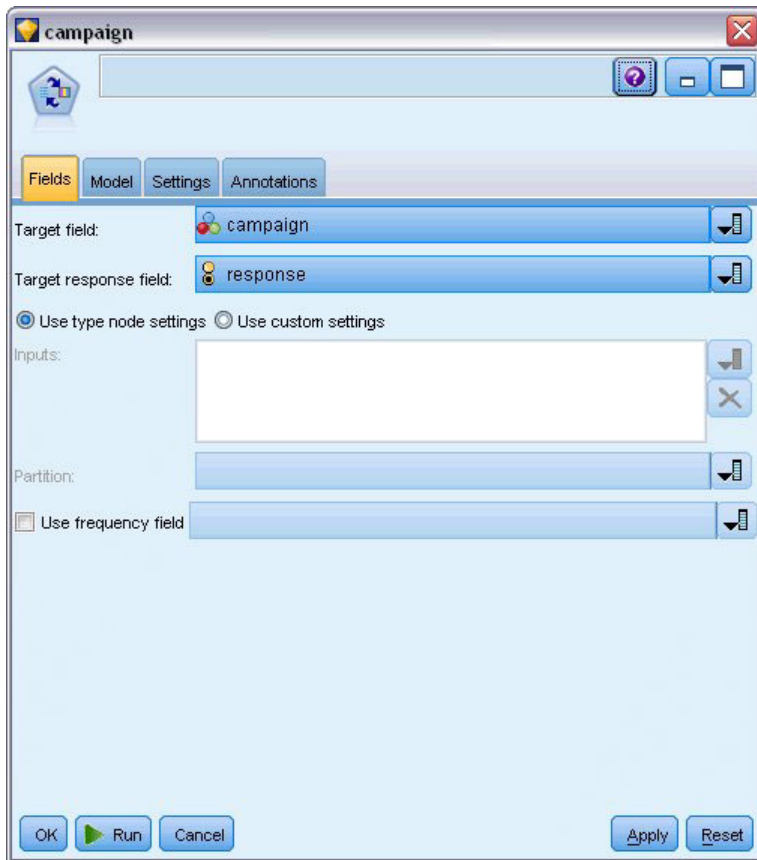 campaign
Fields Model Settings Annotations
Target field: campaign
Target response field: response
Use type node settings Use custom settings
Inputs:
Partition:
Use frequency field
OK Run Cancel Apply Reset